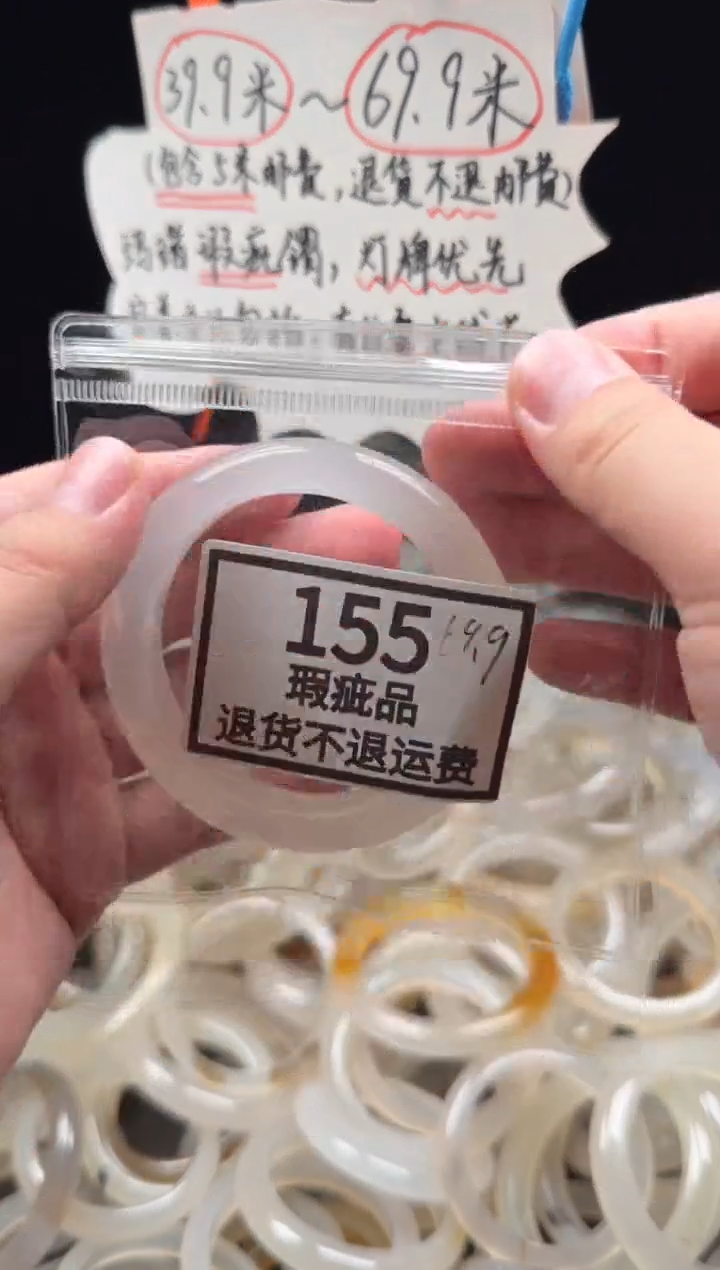 39.9米~69.9米
(包含5米邮费,退货不退邮费)
玛瑙瑕疵镯,灯牌优先
155 69.9
瑕疵品
退货不退运费